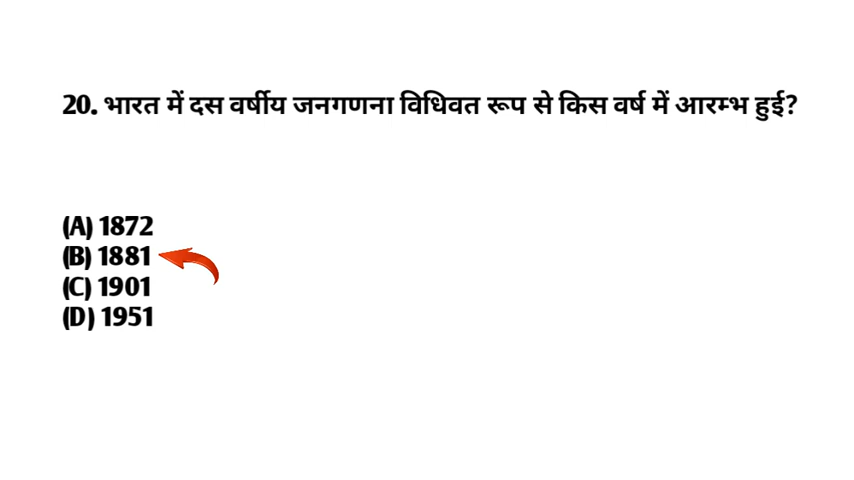 20. भारत में दस वर्षीय जनगणना विधिवत रूप से किस वर्ष में आरम्भ हुई?
(A) 1872
(B) 1881
(C) 1901
(D) 1951